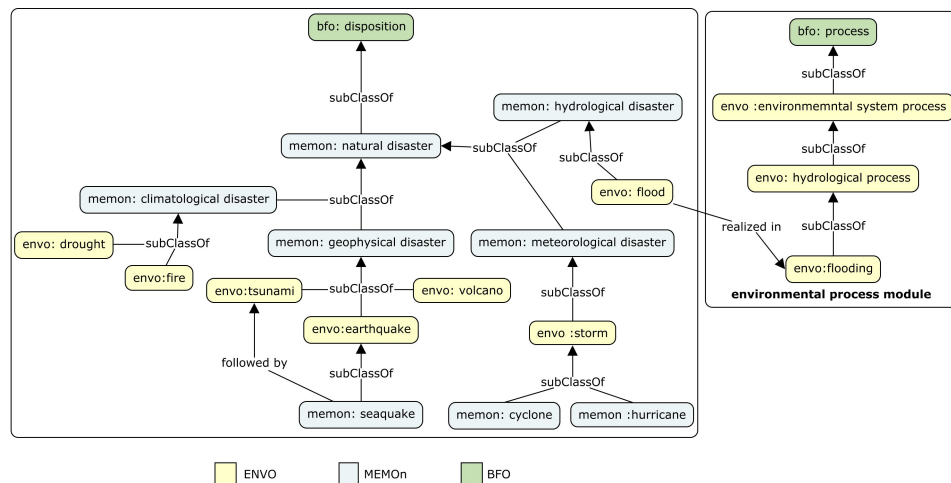 bfo: disposition
bfo: process
subClassOf
subClassOf
memon: hydrological disaster
envo :environmemntal system process
memon: natural disaster
subClassOf
subClassOf
subClassOf
envo: hydrological process
memon: climatological disaster
subClassOf
envo: flood
realized in
subClassOf
envo: drought
subClassOf
memon: geophysical disaster
memon: meteorological disaster
envo:fire
envo:flooding
envo:tsunami
subClassOf
envo: volcano
subClassOf
environmental process module
envo:earthquake
envo :storm
followed by
subClassOf
subClassOf
memon: seaquake
memon: cyclone
memon :hurricane
ENVO
MEMOn
BFO